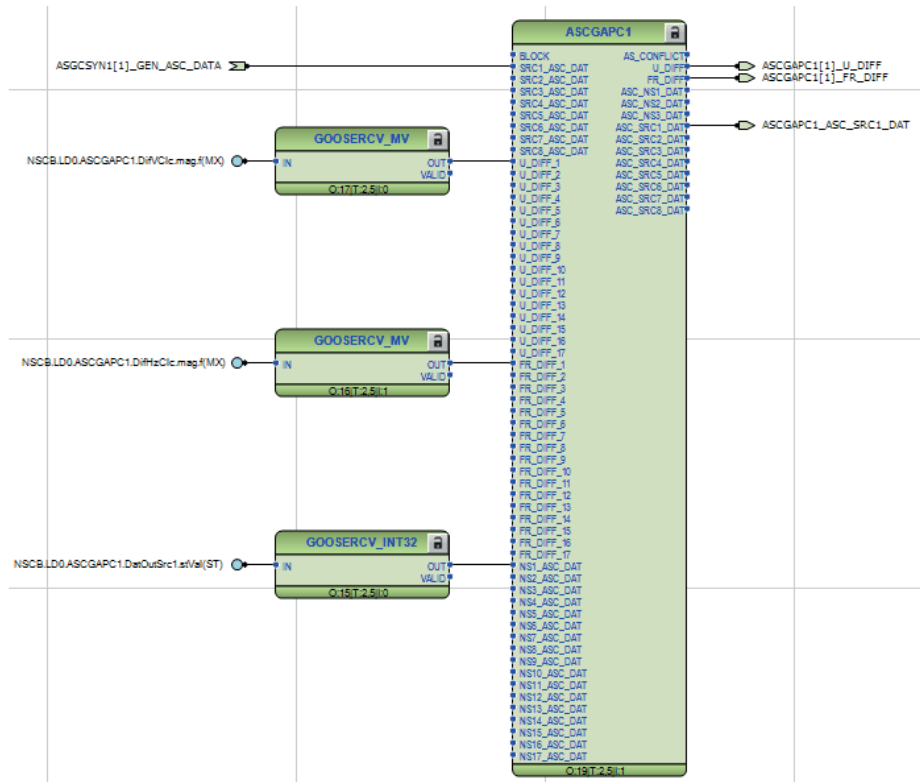 ASCGAPC1
ASGCSYN1[1]_GEN_ASC_DATA
BLOCK
SRC1_ASC_DAT
SRC2_ASC_DAT
SRC3_ASC_DAT
SRC4_ASC_DAT
SRC5_ASC_DAT
SRC6_ASC_DAT
SRC7_ASC_DAT
SRC8_ASC_DAT
U_DIFF_1
U_DIFF_2
U_DIFF_3
U_DIFF_4
U_DIFF_5
U_DIFF_6
U_DIFF_7
U_DIFF_8
U_DIFF_9
U_DIFF_10
U_DIFF_11
U_DIFF_12
U_DIFF_13
U_DIFF_14
U_DIFF_15
U_DIFF_16
U_DIFF_17
FR_DIFF_1
FR_DIFF_2
FR_DIFF_3
FR_DIFF_4
FR_DIFF_5
FR_DIFF_6
FR_DIFF_7
FR_DIFF_8
FR_DIFF_9
FR_DIFF_10
FR_DIFF_11
FR_DIFF_12
FR_DIFF_13
FR_DIFF_14
FR_DIFF_15
FR_DIFF_16
FR_DIFF_17
NS1_ASC_DAT
NS2_ASC_DAT
NS3_ASC_DAT
NS4_ASC_DAT
NS5_ASC_DAT
NS6_ASC_DAT
NS7_ASC_DAT
NS8_ASC_DAT
NS9_ASC_DAT
NS10_ASC_DAT
NS11_ASC_DAT
NS12_ASC_DAT
NS13_ASC_DAT
NS14_ASC_DAT
NS15_ASC_DAT
NS16_ASC_DAT
NS17_ASC_DAT
AS_CONFLICT
U_DIFF
FR_DIFF
ASC_NS1_DAT
ASC_NS2_DAT
ASC_NS3_DAT
ASC_SRC1_DAT
ASC_SRC2_DAT
ASC_SRC3_DAT
ASC_SRC4_DAT
ASC_SRC5_DAT
ASC_SRC6_DAT
ASC_SRC7_DAT
ASC_SRC8_DAT
O:19|T:2.5|I:1
ASCGAPC1[1]_U_DIFF
ASCGAPC1[1]_FR_DIFF
ASCGAPC1_ASC_SRC1_DAT
GOOSERCV_MV
NSCB.LD0.ASCGAPC1.DifVClc.mag.f(MX)
IN
OUT
VALID
O:17|T:2.5|I:0
GOOSERCV_MV
NSCB.LD0.ASCGAPC1.DifHzClc.mag.f(MX)
IN
OUT
VALID
O:16|T:2.5|I:1
GOOSERCV_INT32
NSCB.LD0.ASCGAPC1.DatOutSrc1.stVal(ST)
IN
OUT
VALID
O:15|T:2.5|I:0